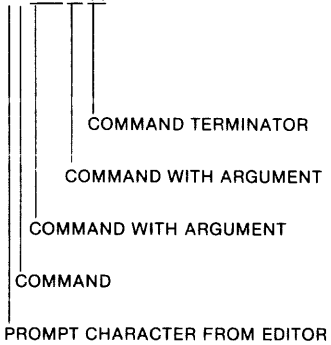 COMMAND TERMINATOR
COMMAND WITH ARGUMENT
COMMAND WITH ARGUMENT
COMMAND
PROMPT CHARACTER FROM EDITOR